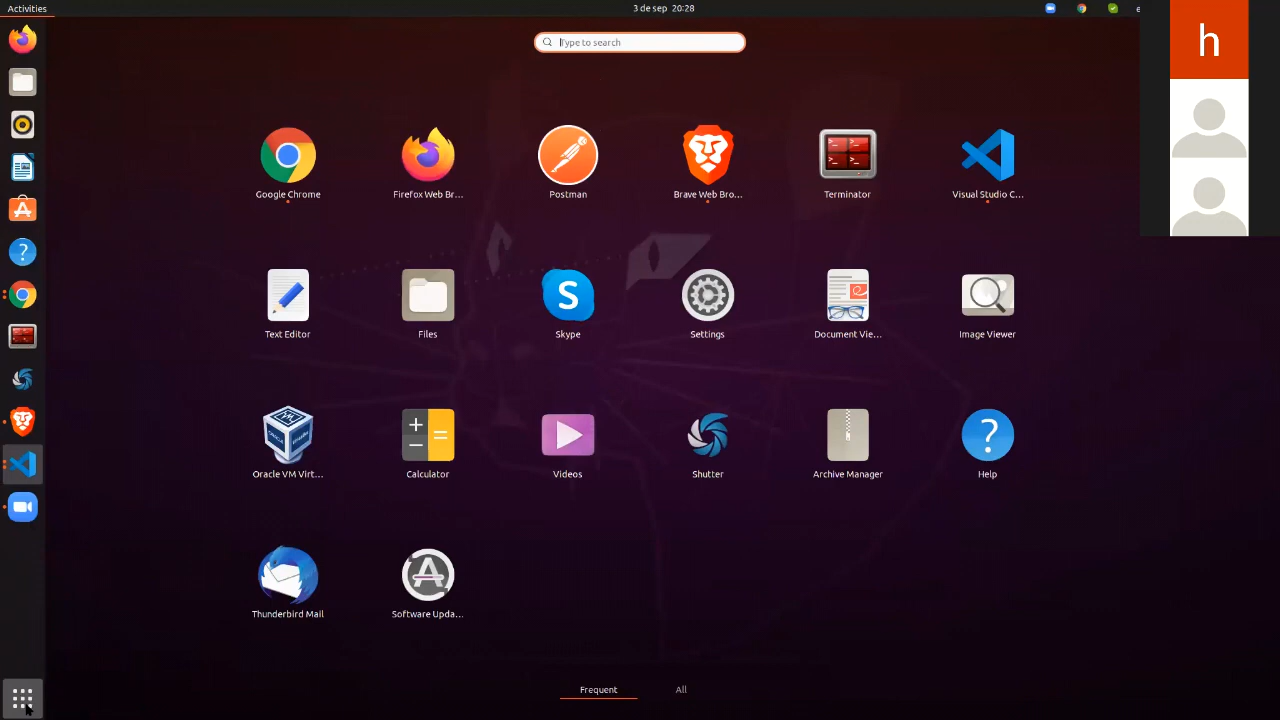 Activities
3 de sep 20:28
h
Type to search
Google Chrome
Firefox Web Br...
Postman
Brave Web Bro...
Terminator
Visual Studio C...
Text Editor
Files
Skype
Settings
Document Vie...
Image Viewer
Oracle VM Virt...
Calculator
Videos
Shutter
Archive Manager
Help
Thunderbird Mail
Software Upda...
Frequent
All